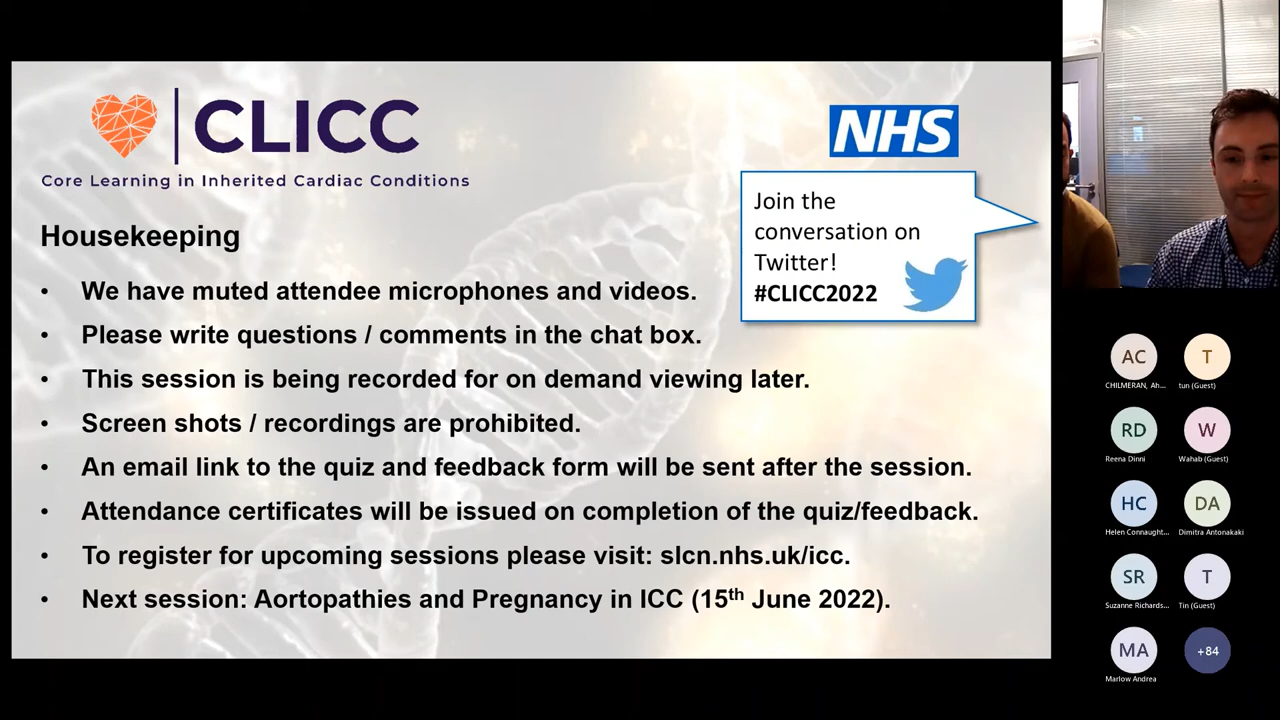 CLICC
Core Learning in Inherited Cardiac Conditions
NHS
Join the
conversation on
Twitter!
#CLICC2022
Housekeeping
• We have muted attendee microphones and videos.
• Please write questions / comments in the chat box.
• This session is being recorded for on demand viewing later.
• Screen shots / recordings are prohibited.
• An email link to the quiz and feedback form will be sent after the session.
• Attendance certificates will be issued on completion of the quiz/feedback.
• To register for upcoming sessions please visit: slcn.nhs.uk/icc.
• Next session: Aortopathies and Pregnancy in ICC (15th June 2022).
AC
T
CHILMERAN, Ah...
tun (Guest)
RD
W
Reena Dinni
Wahab (Guest)
HC
DA
Helen Connaught...
Dimitra Antonakaki
SR
T
Suzanne Richards...
Tin (Guest)
MA
+84
Marlow Andrea